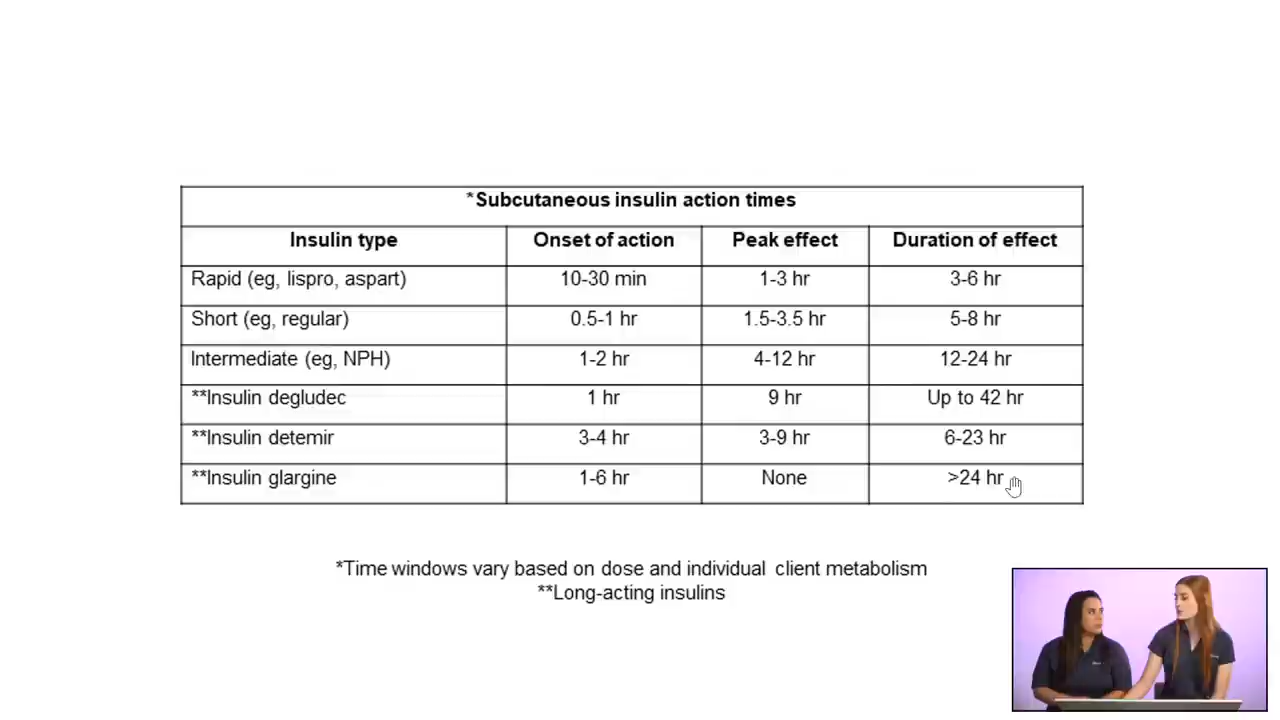 *Subcutaneous insulin action times
Insulin type Onset of action Peak effect Duration of effect
Rapid (eg, lispro, aspart) 10-30 min 1-3 hr 3-6 hr
Short (eg, regular) 0.5-1 hr 1.5-3.5 hr 5-8 hr
Intermediate (eg, NPH) 1-2 hr 4-12 hr 12-24 hr
**Insulin degludec 1 hr 9 hr Up to 42 hr
**Insulin detemir 3-4 hr 3-9 hr 6-23 hr
**Insulin glargine 1-6 hr None >24 hr
*Time windows vary based on dose and individual client metabolism
**Long-acting insulins